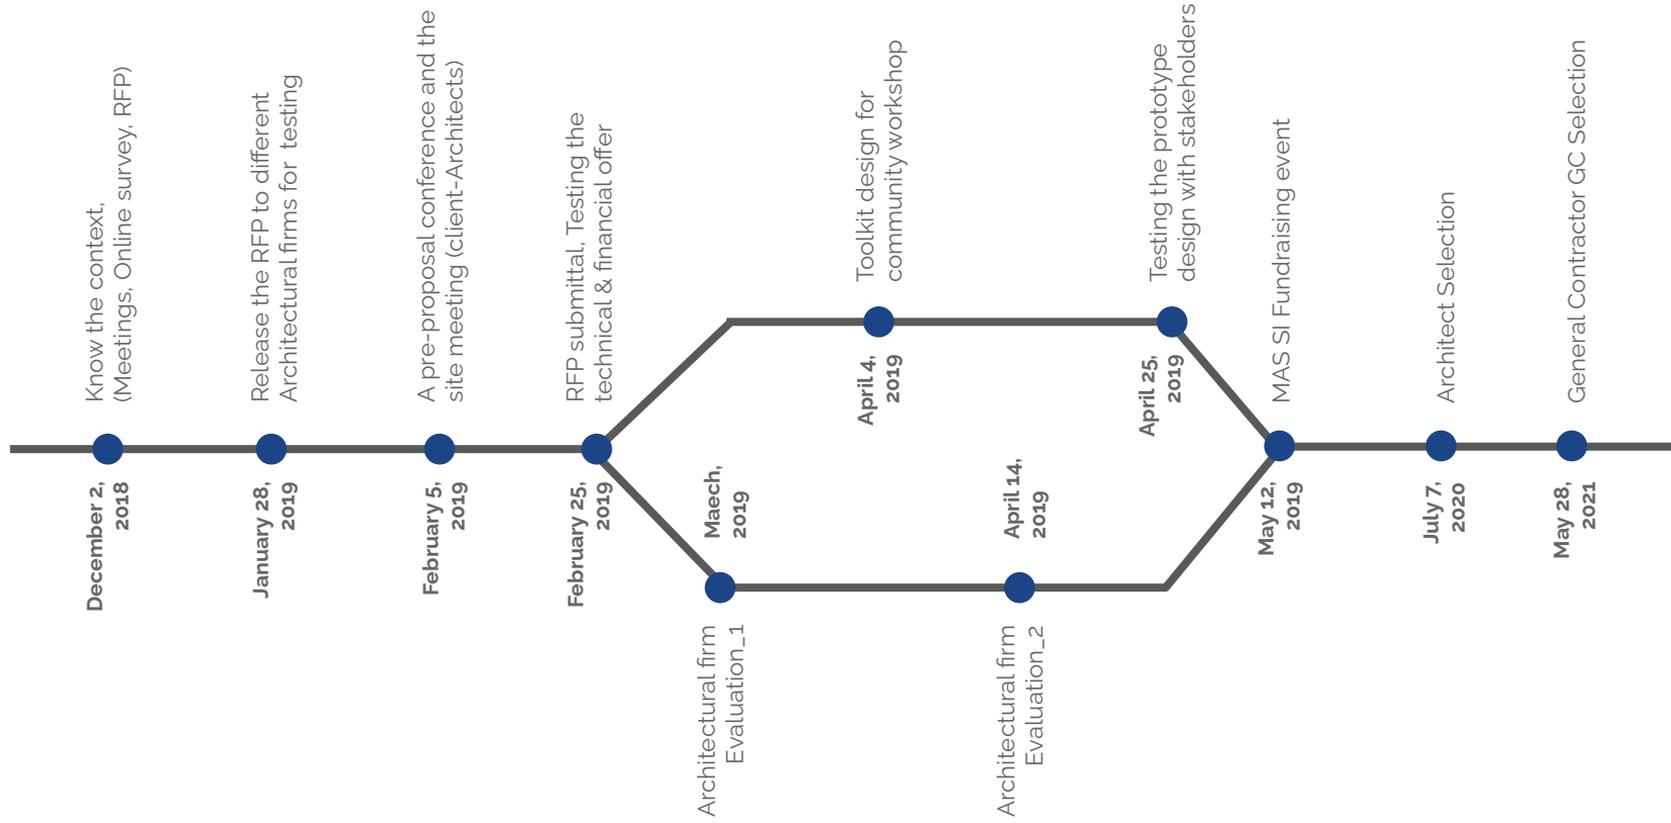 Know the context,
(Meetings, Online survey, RFP)
December 2,
2018
Release the RFP to different
Architectural firms for testing
January 28,
2019
A pre-proposal conference and the
site meeting (client-Architects)
February 5,
2019
RFP submittal, Testing the
technical & financial offer
February 25,
2019
Toolkit design for
community workshop
April 4,
2019
Testing the prototype
design with stakeholders
April 25,
2019
Maech,
2019
Architectural firm
Evaluation_1
April 14,
2019
Architectural firm
Evaluation_2
MAS SI Fundraising event
May 12,
2019
Architect Selection
July 7,
2020
General Contractor GC Selection
May 28,
2021